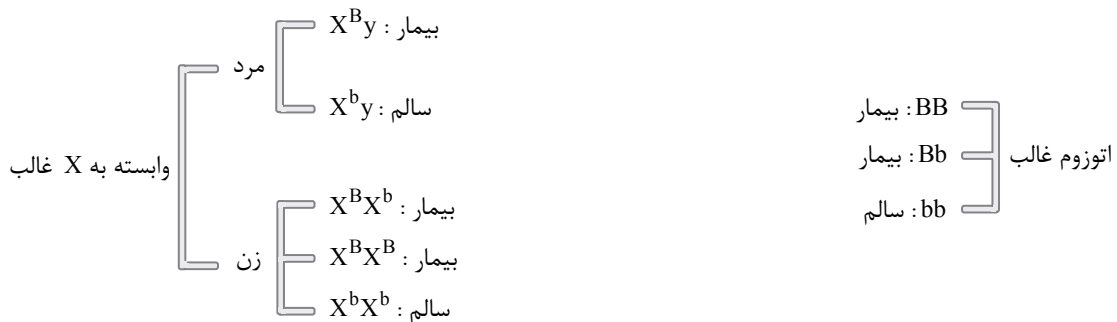 اتوزوم غالب
BB: بیمار
Bb: بیمار
bb: سالم
وابسته به X غالب
مرد
X^B y : بیمار
X^b y : سالم
زن
X^B X^b : بیمار
X^B X^B : بیمار
X^b X^b : سالم